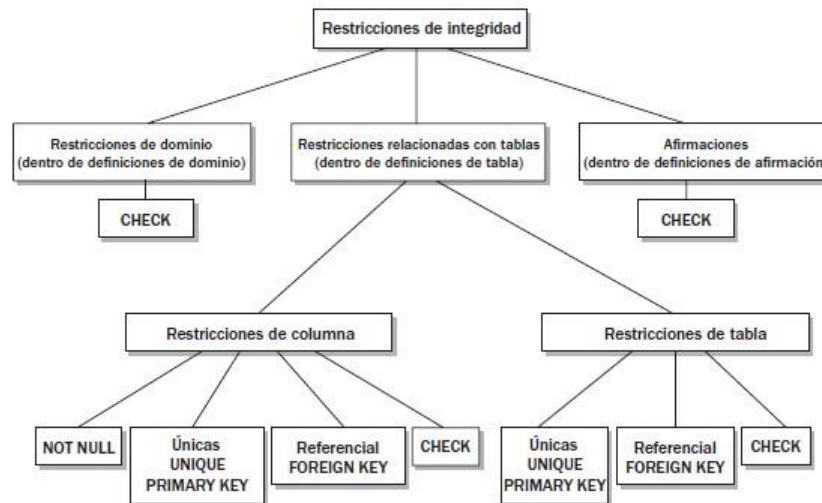 Restricciones de integridad
Restricciones de dominio
(dentro de definiciones de dominio)
Restricciones relacionadas con tablas
(dentro de definiciones de tabla)
Afirmaciones
(dentro de definiciones de afirmación)
CHECK
CHECK
Restricciones de columna
Restricciones de tabla
NOT NULL
Únicas
UNIQUE
PRIMARY KEY
Referencial
FOREIGN KEY
CHECK
Únicas
UNIQUE
PRIMARY KEY
Referencial
FOREIGN KEY
CHECK